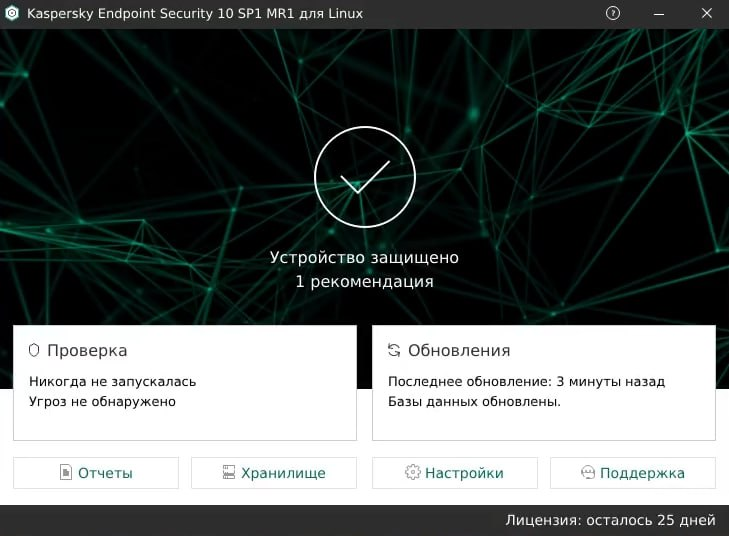 Kaspersky Endpoint Security 10 SP1 MR1 для Linux
Устройство защищено
1 рекомендация
Проверка
Никогда не запускалась
Угроз не обнаружено
Обновления
Последнее обновление: 3 минуты назад
Базы данных обновлены.
Отчеты
Хранилище
Настройки
Поддержка
Лицензия: осталось 25 дней